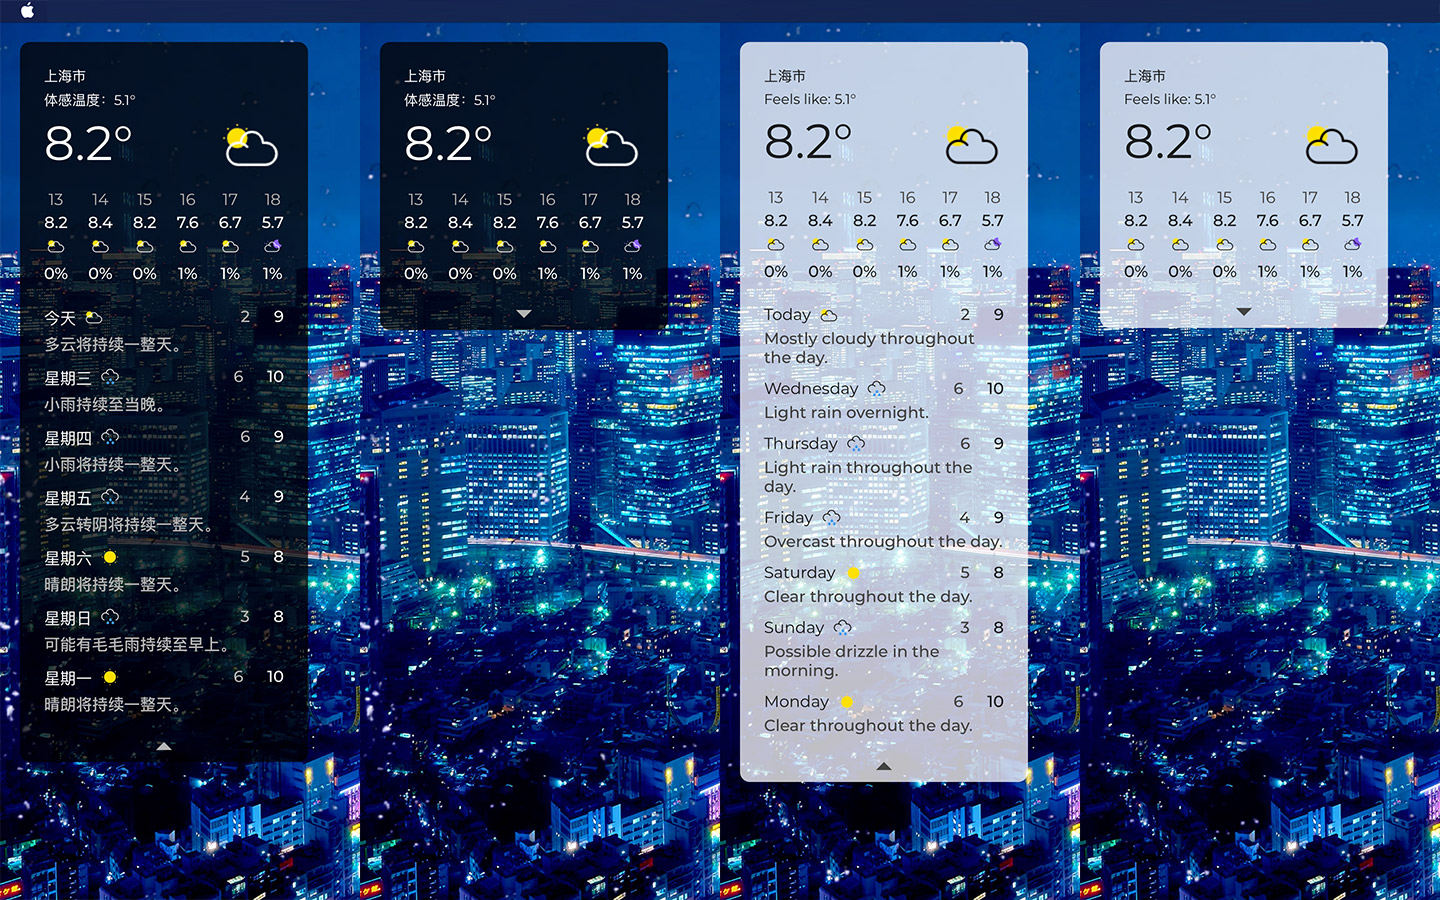 上海市
体感温度：5.1°
8.2°
13 14 15 16 17 18
8.2 8.4 8.2 7.6 6.7 5.7
0% 0% 0% 1% 1% 1%
今天 2 9
多云将持续一整天。
星期三 6 10
小雨持续至当晚。
星期四 6 9
小雨将持续一整天。
星期五 4 9
多云转阴将持续一整天。
星期六 5 8
晴朗将持续一整天。
星期日 3 8
可能有毛毛雨持续至早上。
星期一 6 10
晴朗将持续一整天。
上海市
体感温度：5.1°
8.2°
13 14 15 16 17 18
8.2 8.4 8.2 7.6 6.7 5.7
0% 0% 0% 1% 1% 1%
上海市
Feels like: 5.1°
8.2°
13 14 15 16 17 18
8.2 8.4 8.2 7.6 6.7 5.7
0% 0% 0% 1% 1% 1%
Today 2 9
Mostly cloudy throughout
the day.
Wednesday 6 10
Light rain overnight.
Thursday 6 9
Light rain throughout the
day.
Friday 4 9
Overcast throughout the day.
Saturday 5 8
Clear throughout the day.
Sunday 3 8
Possible drizzle in the
morning.
Monday 6 10
Clear throughout the day.
上海市
Feels like: 5.1°
8.2°
13 14 15 16 17 18
8.2 8.4 8.2 7.6 6.7 5.7
0% 0% 0% 1% 1% 1%